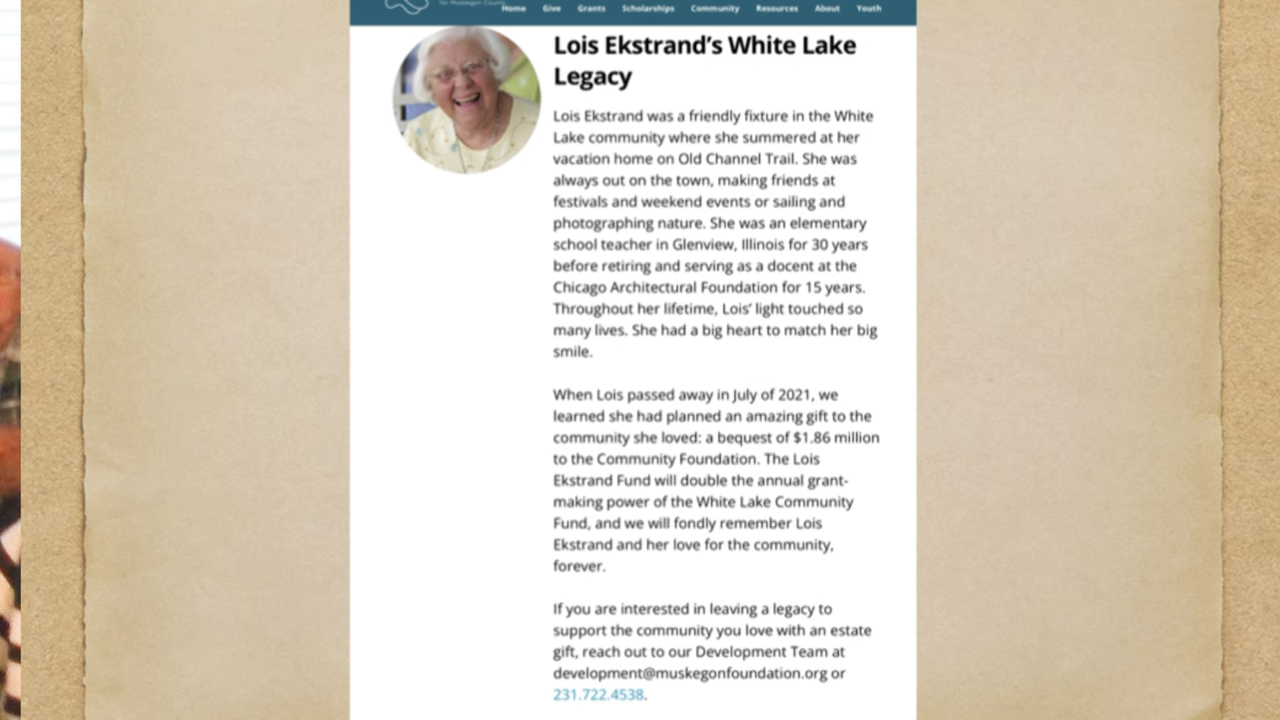 for Muskegon County
Home Give Grants Scholarships Community Resources About Youth
Lois Ekstrand’s White Lake
Legacy
Lois Ekstrand was a friendly fixture in the White
Lake community where she summered at her
vacation home on Old Channel Trail. She was
always out on the town, making friends at
festivals and weekend events or sailing and
photographing nature. She was an elementary
school teacher in Glenview, Illinois for 30 years
before retiring and serving as a docent at the
Chicago Architectural Foundation for 15 years.
Throughout her lifetime, Lois’ light touched so
many lives. She had a big heart to match her big
smile.
When Lois passed away in July of 2021, we
learned she had planned an amazing gift to the
community she loved: a bequest of $1.86 million
to the Community Foundation. The Lois
Ekstrand Fund will double the annual grant-
making power of the White Lake Community
Fund, and we will fondly remember Lois
Ekstrand and her love for the community,
forever.
If you are interested in leaving a legacy to
support the community you love with an estate
gift, reach out to our Development Team at
development@muskegonfoundation.org or
231.722.4538.